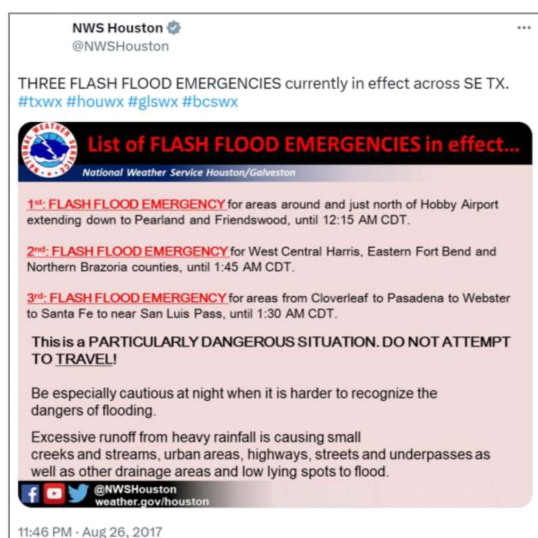 NWS Houston
@NWSHouston
THREE FLASH FLOOD EMERGENCIES currently in effect across SE TX.
#txwx #houwx #glswx #bcswx
NATIONAL WEATHER SERVICE
List of FLASH FLOOD EMERGENCIES in effect...
National Weather Service Houston/Galveston
1st: FLASH FLOOD EMERGENCY for areas around and just north of Hobby Airport
extending down to Pearland and Friendswood, until 12:15 AM CDT.
2nd: FLASH FLOOD EMERGENCY for West Central Harris, Eastern Fort Bend and
Northern Brazoria counties, until 1:45 AM CDT.
3rd: FLASH FLOOD EMERGENCY for areas from Cloverleaf to Pasadena to Webster
to Santa Fe to near San Luis Pass, until 1:30 AM CDT.
This is a PARTICULARLY DANGEROUS SITUATION. DO NOT ATTEMPT
TO TRAVEL!
Be especially cautious at night when it is harder to recognize the
dangers of flooding.
Excessive runoff from heavy rainfall is causing small
creeks and streams, urban areas, highways, streets and underpasses as
well as other drainage areas and low lying spots to flood.
@NWSHouston
weather.gov/houston
11:46 PM · Aug 26, 2017